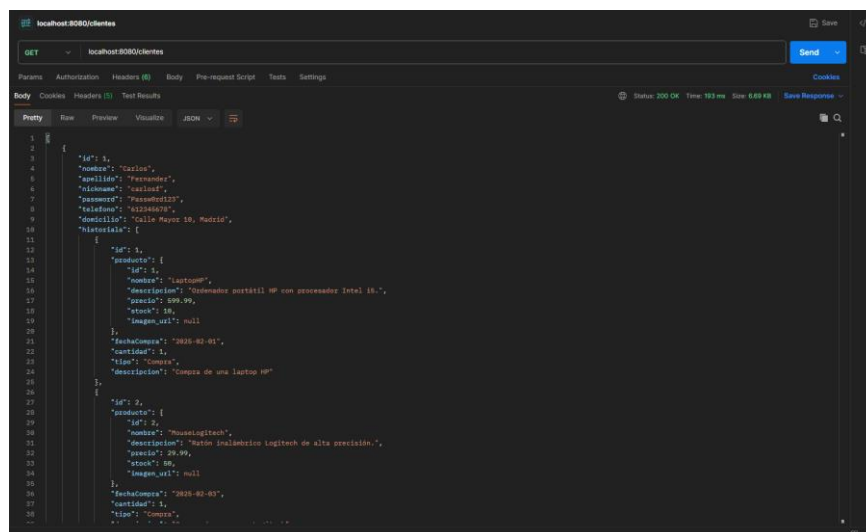 localhost:8080/clientes
Save
GET localhost:8080/clientes
Send
Params Authorization Headers (6) Body Pre-request Script Tests Settings
Cookies
Body Cookies Headers (5) Test Results
Status: 200 OK Time: 193 ms Size: 6.69 KB Save Response
Pretty Raw Preview Visualize JSON
1 [
2 {
3 "id": 1,
4 "nombre": "Carlos",
5 "apellido": "Fernander",
6 "nickname": "carlosf",
7 "password": "Passw0rd123",
8 "telefono": "612345678",
9 "domicilio": "Calle Mayor 10, Madrid",
10 "historials": [
11 {
12 "id": 1,
13 "producto": {
14 "id": 1,
15 "nombre": "LaptopHP",
16 "descripcion": "Ordenador portátil HP con procesador Intel i5.",
17 "precio": 599.99,
18 "stock": 10,
19 "imagen_url": null
20 },
21 "fechaCompra": "2025-02-01",
22 "cantidad": 1,
23 "tipo": "Compra",
24 "descripcion": "Compra de una laptop HP"
25 },
26 {
27 "id": 2,
28 "producto": {
29 "id": 2,
30 "nombre": "MouseLogitech",
31 "descripcion": "Ratón inalámbrico Logitech de alta precisión.",
32 "precio": 29.99,
33 "stock": 50,
34 "imagen_url": null
35 },
36 "fechaCompra": "2025-02-03",
37 "cantidad": 1,
38 "tipo": "Compra",